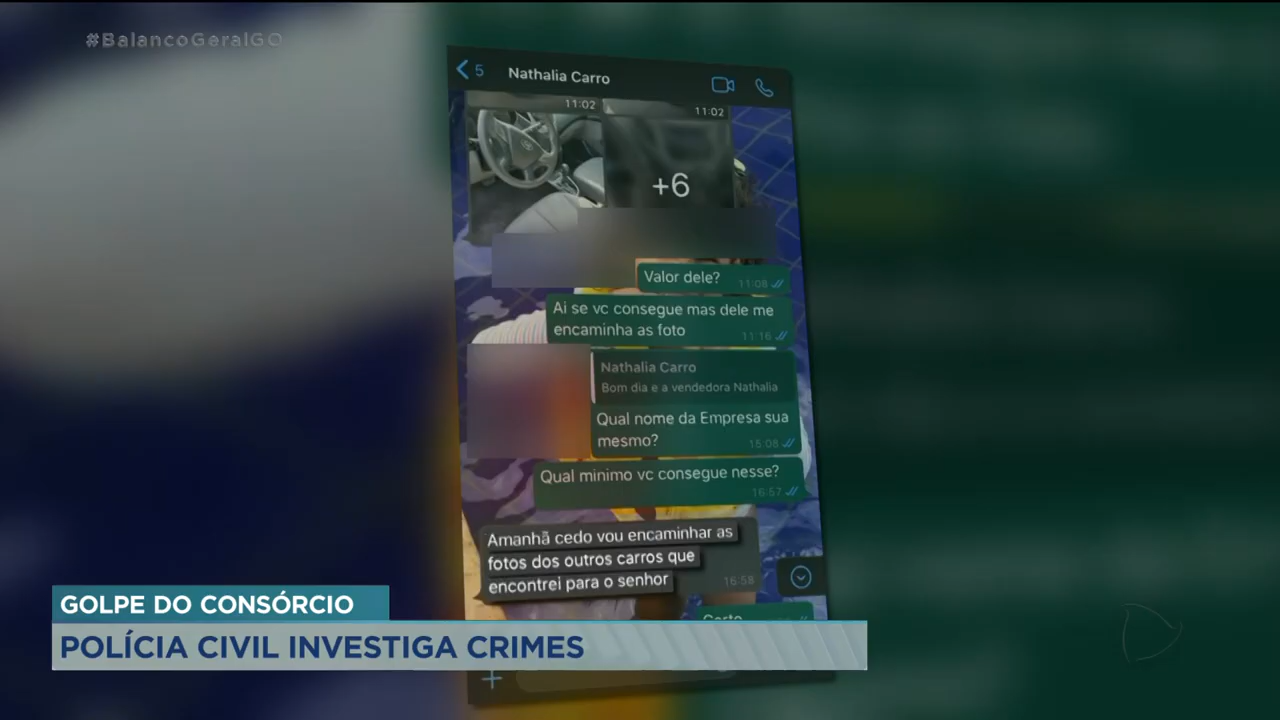 #BalancoGeralGO
5 Nathalia Carro
11:02 11:02
+6
Valor dele?
11:08
Ai se vc consegue mas dele me
encaminha as foto
11:16
Nathalia Carro
Bom dia e a vendedora Nathalia
Qual nome da Empresa sua
mesmo?
15:08
Qual minimo vc consegue nesse?
16:57
Amanhã cedo vou encaminhar as
fotos dos outros carros que
encontrei para o senhor
16:58
Certo
GOLPE DO CONSÓRCIO
POLÍCIA CIVIL INVESTIGA CRIMES